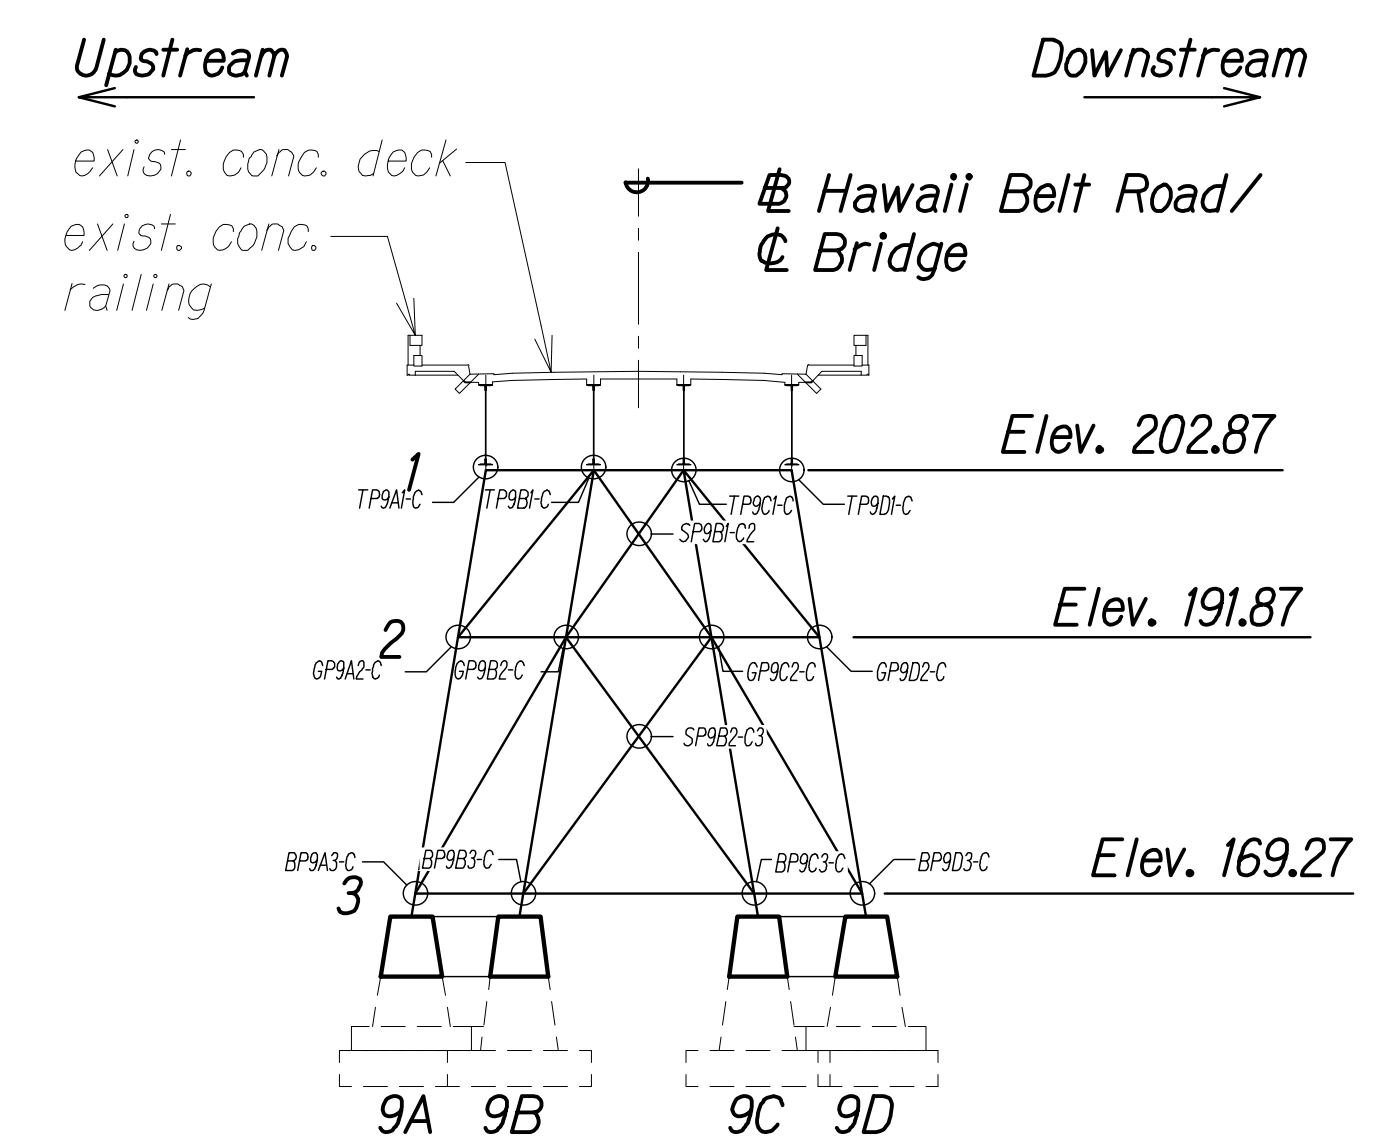 Upstream
Downstream
exist. conc. deck
exist. conc.
railing
℄ Hawaii Belt Road/
℄ Bridge
Elev. 202.87
1
TP9A1-C
TP9B1-C
TP9C1-C
TP9D1-C
SP9B1-C2
Elev. 191.87
2
GP9A2-C
GP9B2-C
GP9C2-C
GP9D2-C
SP9B2-C3
Elev. 169.27
BP9A3-C
BP9B3-C
BP9C3-C
BP9D3-C
3
9A 9B 9C 9D